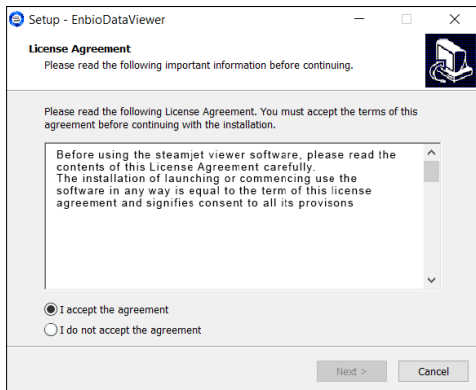 Setup - EnbioDataViewer
License Agreement
Please read the following important information before continuing.
Please read the following License Agreement. You must accept the terms of this
agreement before continuing with the installation.
Before using the steamjet viewer software, please read the
contents of this License Agreement carefully.
The installation of launching or commencing use the
software in any way is equal to the term of this license
agreement and signifies consent to all its provisons
I accept the agreement
I do not accept the agreement
Next >
Cancel